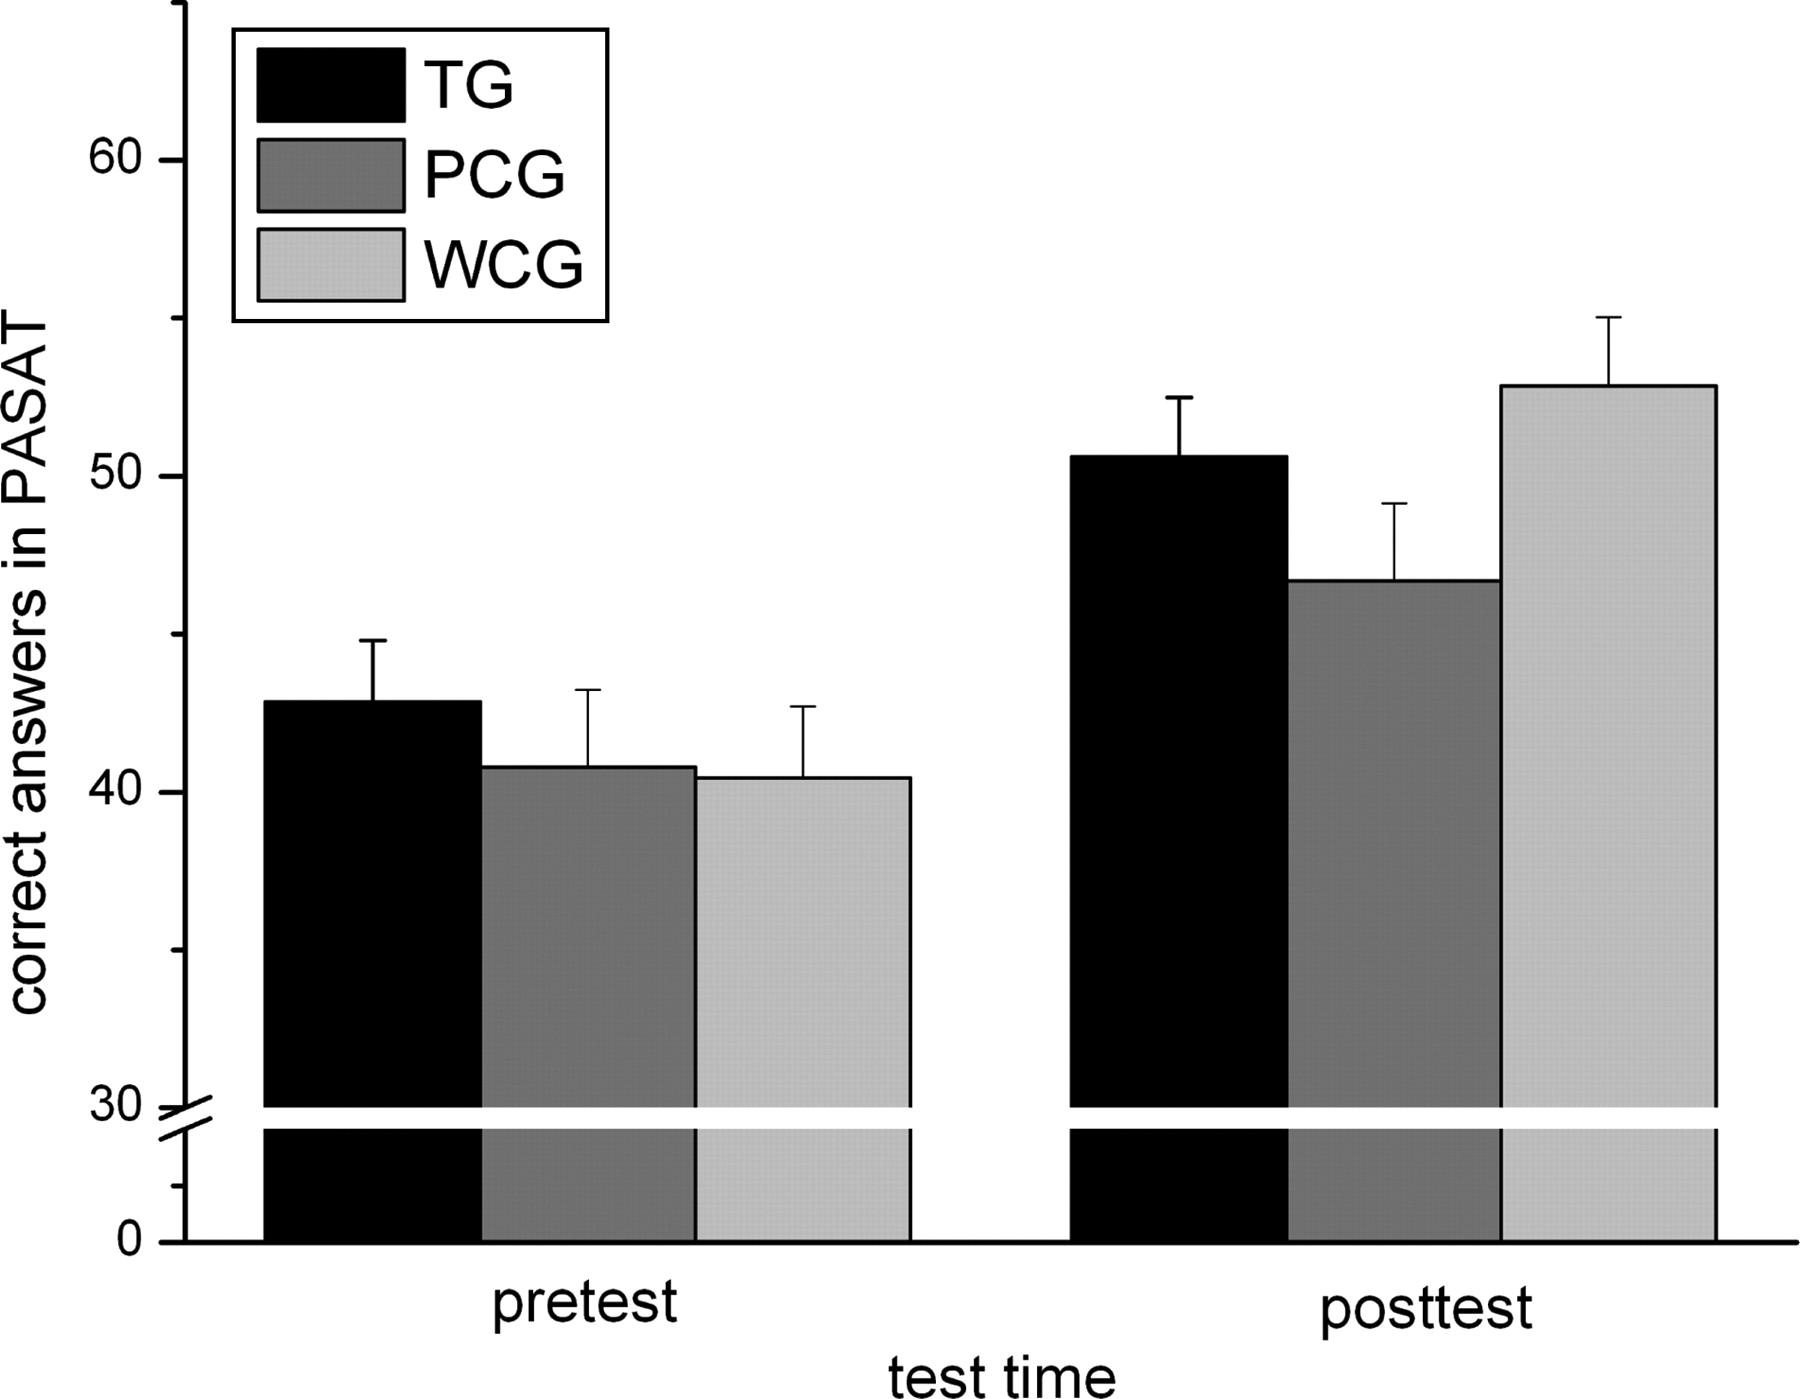 TG
PCG
WCG
60
50
40
30
0
correct answers in PASAT
pretest
posttest
test time